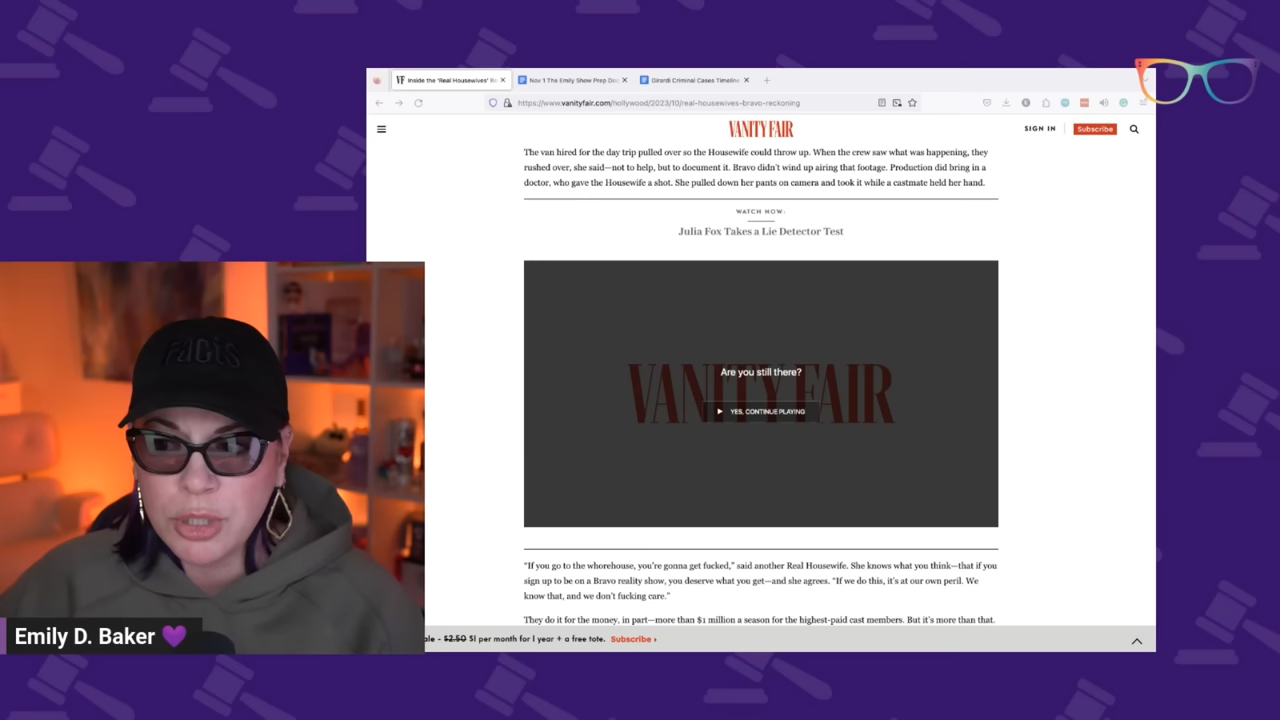 Inside the 'Real Housewives' Re
Nov 1 The Emily Show Prep Doc
Girardi Criminal Cases Timeline
https://www.vanityfair.com/hollywood/2023/10/real-housewives-bravo-reckoning
VANITY FAIR
SIGN IN
Subscribe
The van hired for the day trip pulled over so the Housewife could throw up. When the crew saw what was happening, they
rushed over, she said—not to help, but to document it. Bravo didn't wind up airing that footage. Production did bring in a
doctor, who gave the Housewife a shot. She pulled down her pants on camera and took it while a castmate held her hand.
WATCH NOW:
Julia Fox Takes a Lie Detector Test
VANITY FAIR
Are you still there?
YES, CONTINUE PLAYING
FACTS
"If you go to the whorehouse, you're gonna get fucked," said another Real Housewife. She knows what you think—that if you
sign up to be on a Bravo reality show, you deserve what you get—and she agrees. "If we do this, it's at our own peril. We
know that, and we don't fucking care."
They do it for the money, in part—more than $1 million a season for the highest-paid cast members. But it's more than that.
ale - $2.50 $1 per month for 1 year + a free tote. Subscribe ›
Emily D. Baker 💜